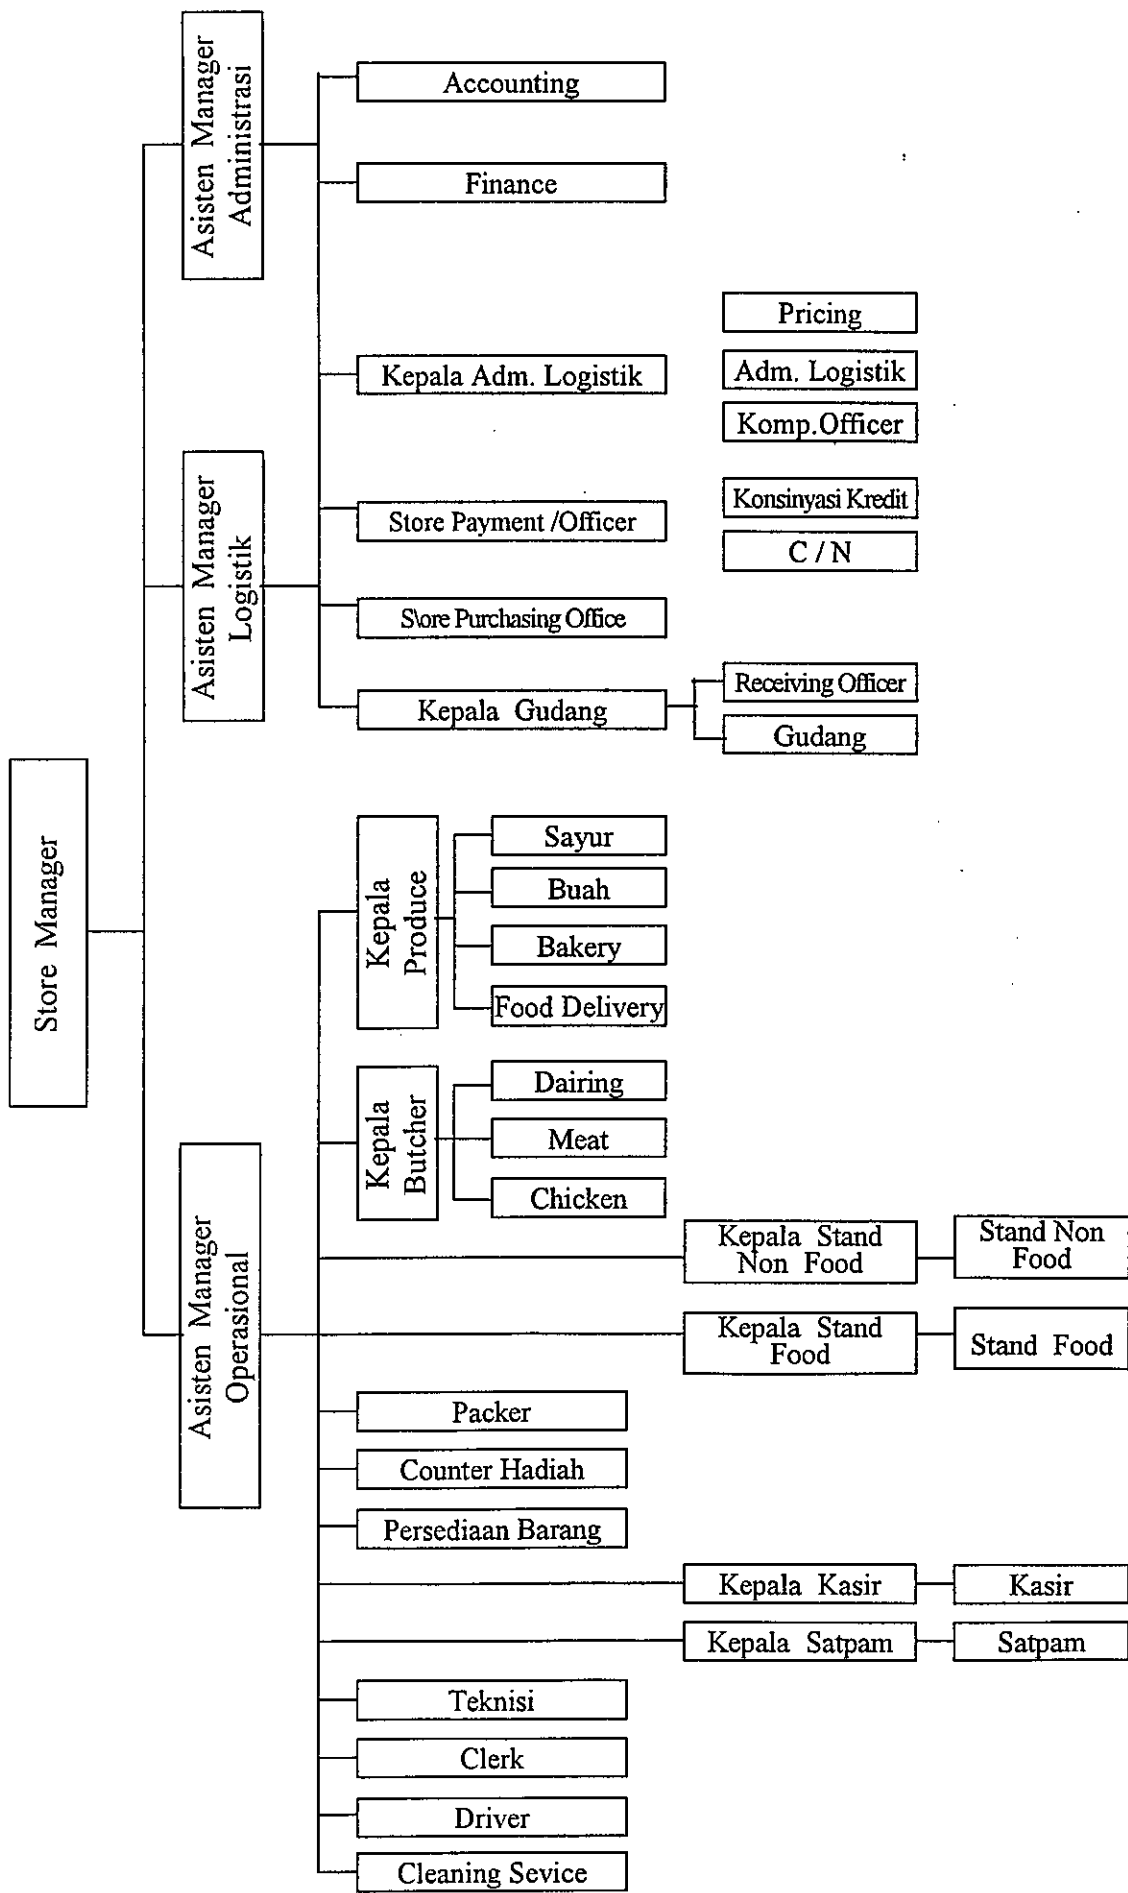 Store Manager
Asisten Manager
Administrasi
Accounting
Finance
Asisten Manager
Logistik
Kepala Adm. Logistik
Pricing
Adm. Logistik
Komp.Officer
Store Payment /Officer
Konsinyasi Kredit
C / N
S\ore Purchasing Office
Kepala Gudang
Receiving Officer
Gudang
Asisten Manager
Operasional
Kepala
Produce
Sayur
Buah
Bakery
Food Delivery
Kepala
Butcher
Dairing
Meat
Chicken
Kepala Stand
Non Food
Stand Non
Food
Kepala Stand
Food
Stand Food
Packer
Counter Hadiah
Persediaan Barang
Kepala Kasir
Kasir
Kepala Satpam
Satpam
Teknisi
Clerk
Driver
Cleaning Sevice